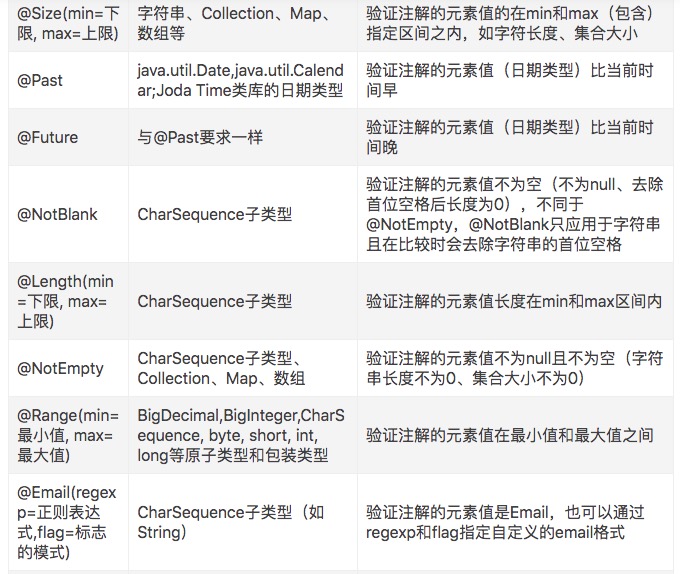 @Size(min=下
限, max=上限)
字符串、Collection、Map、
数组等
验证注解的元素值的在min和max（包含）
指定区间之内，如字符长度、集合大小
@Past
java.util.Date,java.util.Calend
ar;Joda Time类库的日期类型
验证注解的元素值（日期类型）比当前时
间早
@Future
与@Past要求一样
验证注解的元素值（日期类型）比当前时
间晚
@NotBlank
CharSequence子类型
验证注解的元素值不为空（不为null、去除
首位空格后长度为0），不同于
@NotEmpty，@NotBlank只应用于字符串
且在比较时会去除字符串的首位空格
@Length(min
=下限, max=
上限)
CharSequence子类型
验证注解的元素值长度在min和max区间内
@NotEmpty
CharSequence子类型、
Collection、Map、数组
验证注解的元素值不为null且不为空（字符
串长度不为0、集合大小不为0）
@Range(min=
最小值, max=
最大值)
BigDecimal,BigInteger,CharS
equence, byte, short, int,
long等原子类型和包装类型
验证注解的元素值在最小值和最大值之间
@Email(regex
p=正则表达
式,flag=标志
的模式)
CharSequence子类型（如
String）
验证注解的元素值是Email，也可以通过
regexp和flag指定自定义的email格式